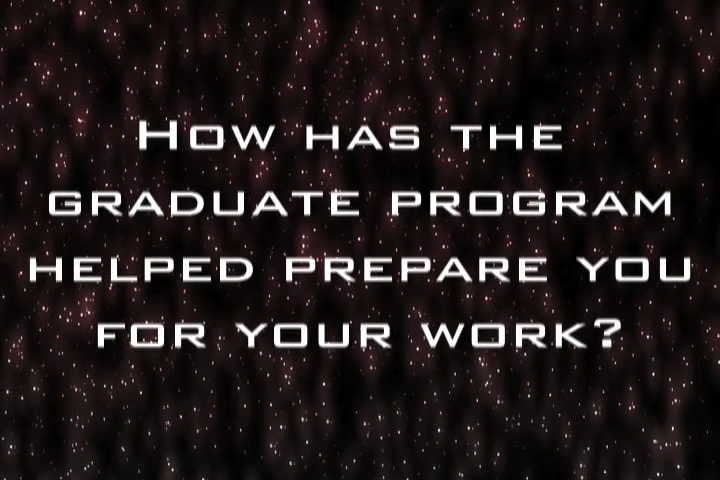 How has the
graduate program
helped prepare you
for your work?